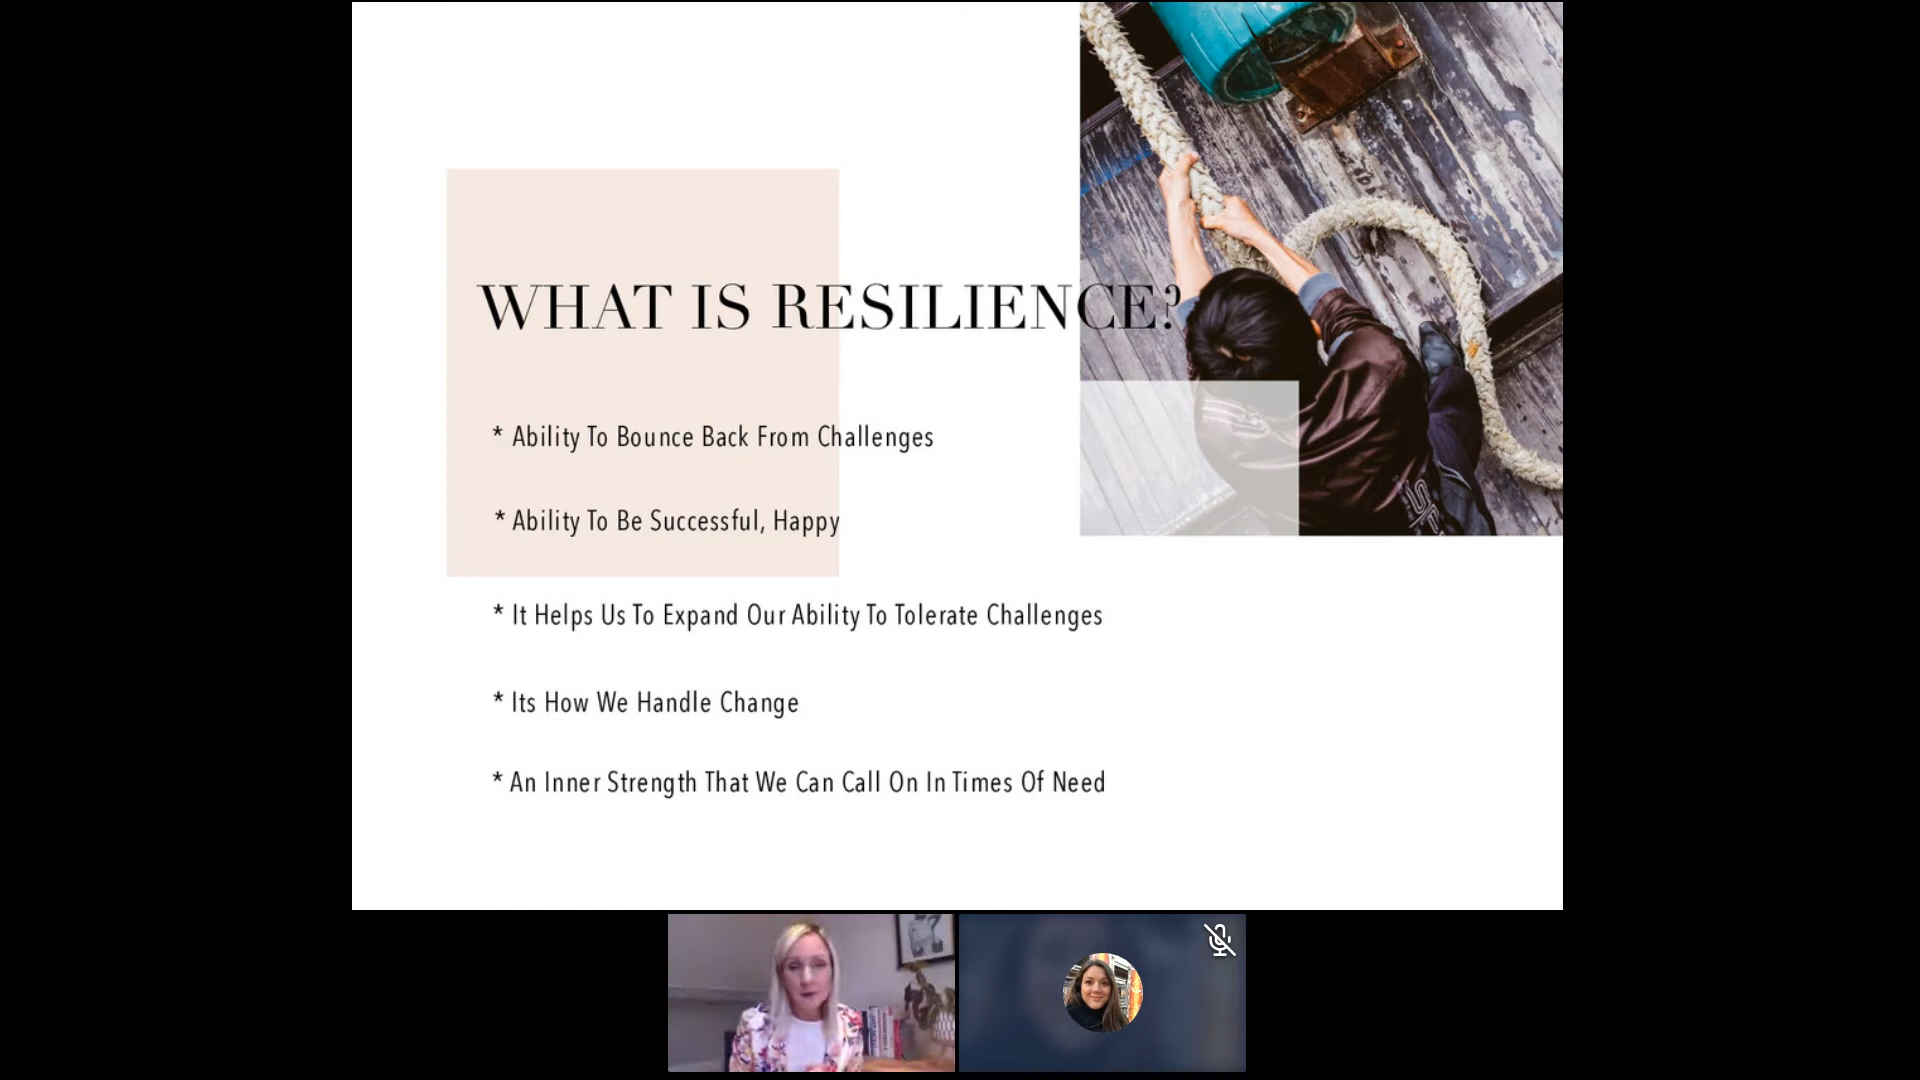 WHAT IS RESILIENCE?
* Ability To Bounce Back From Challenges
* Ability To Be Successful, Happy
* It Helps Us To Expand Our Ability To Tolerate Challenges
* Its How We Handle Change
* An Inner Strength That We Can Call On In Times Of Need